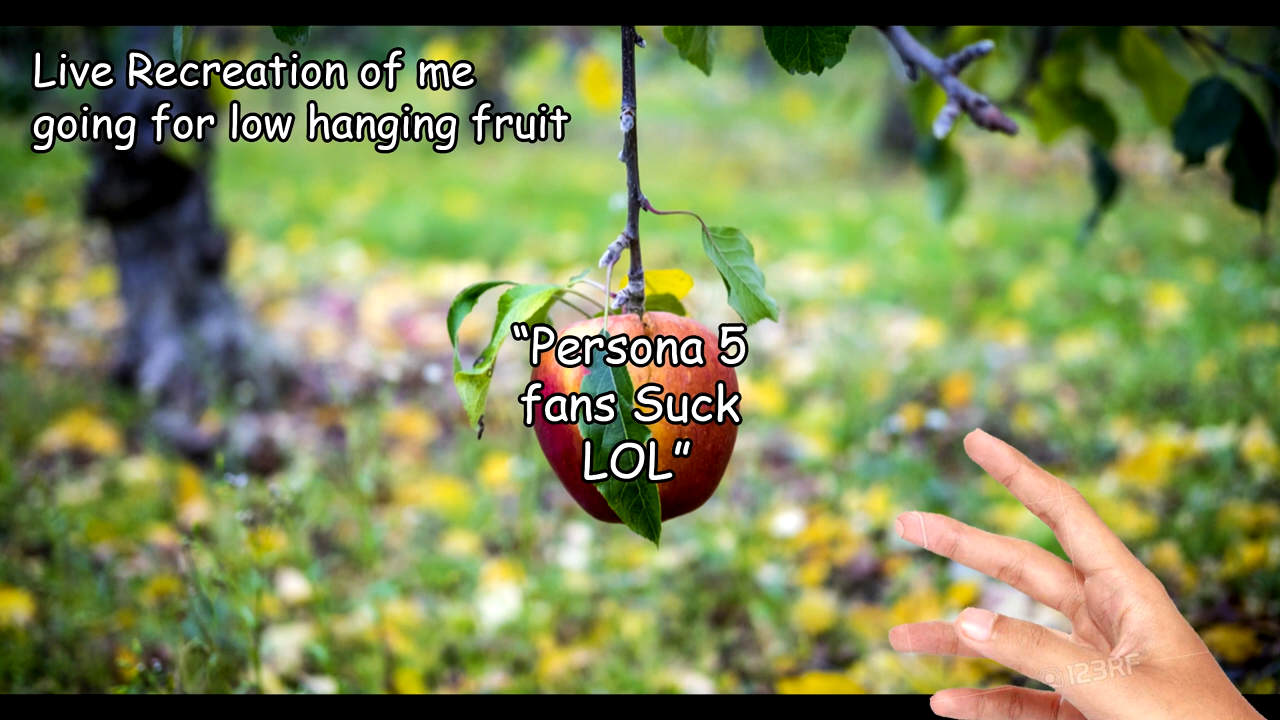 Live Recreation of me
going for low hanging fruit
“Persona 5
fans Suck
LOL”
@123RF